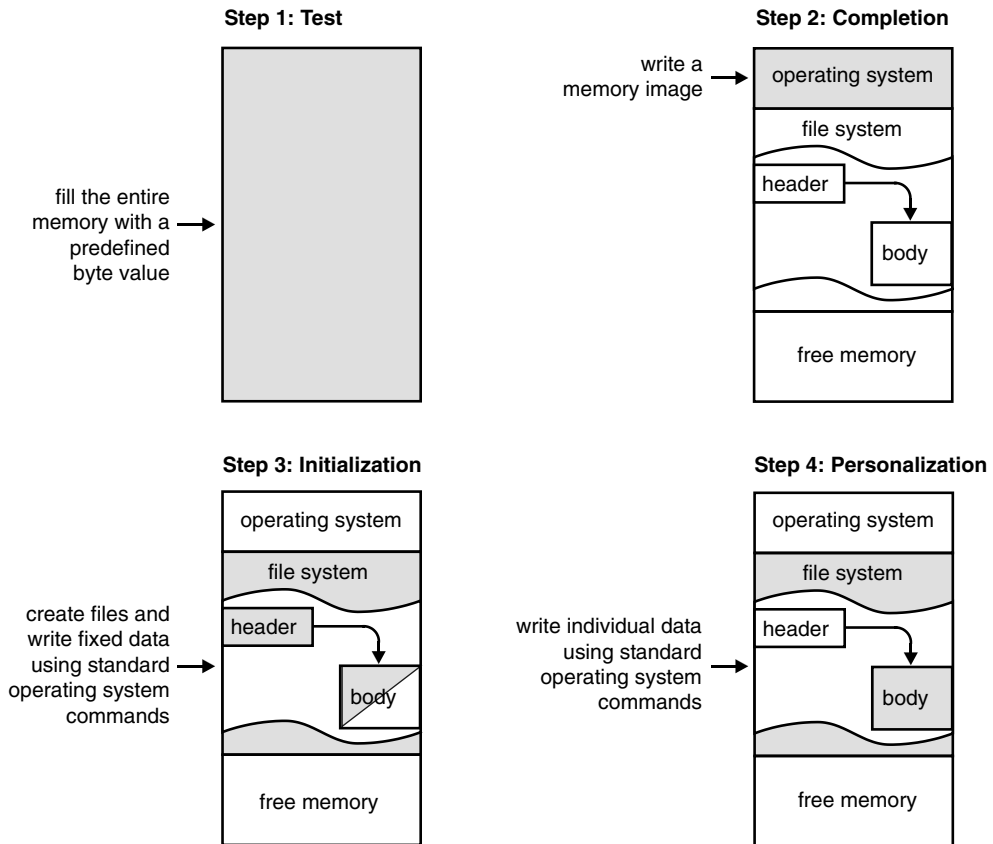 Step 1: Test
fill the entire
memory with a
predefined
byte value
Step 2: Completion
write a
memory image
operating system
file system
header
body
free memory
Step 3: Initialization
create files and
write fixed data
using standard
operating system
commands
operating system
file system
header
body
free memory
Step 4: Personalization
write individual data
using standard
operating system
commands
operating system
file system
header
body
free memory